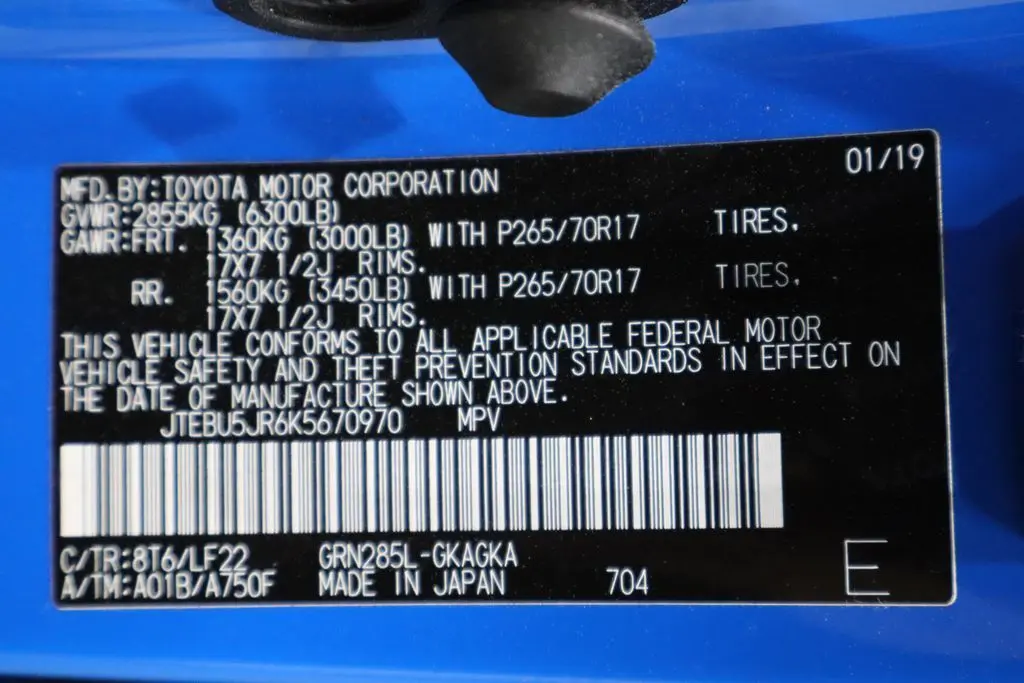 01/19
MFD.BY:TOYOTA MOTOR CORPORATION
GVWR:2855KG (6300LB)
GAWR:FRT. 1360KG (3000LB) WITH P265/70R17 TIRES.
17X7 1/2J RIMS.
RR. 1560KG (3450LB) WITH P265/70R17 TIRES.
17X7 1/2J RIMS.
THIS VEHICLE CONFORMS TO ALL APPLICABLE FEDERAL MOTOR
VEHICLE SAFETY AND THEFT PREVENTION STANDARDS IN EFFECT ON
THE DATE OF MANUFACTURE SHOWN ABOVE.
JTEBU5JR6K5670970 MPV
C/TR:8T6/LF22 GRN285L-GKAGKA
A/TM:A01B/A750F MADE IN JAPAN 704 E